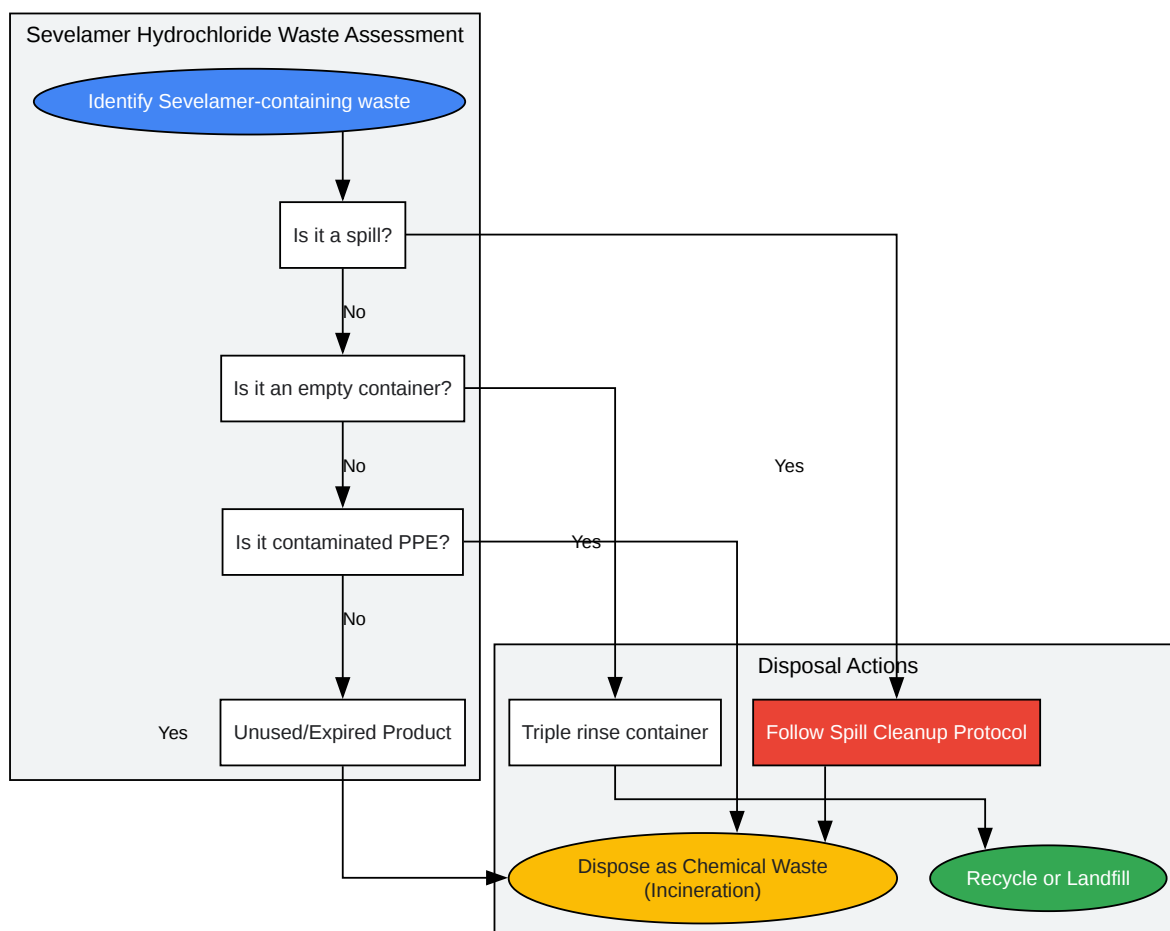 Sevelamer Hydrochloride Waste Assessment
Identify Sevelamer-containing waste
Is it a spill?
No
Is it an empty container?
No
Yes
Is it contaminated PPE?
Yes
No
Disposal Actions
Yes
Unused/Expired Product
Triple rinse container
Follow Spill Cleanup Protocol
Dispose as Chemical Waste
(Incineration)
Recycle or Landfill